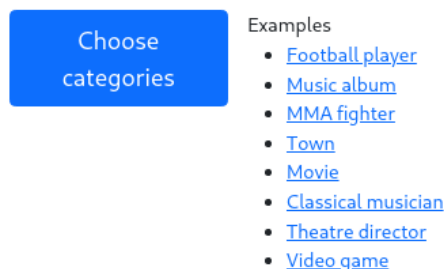 Choose
categories
Examples
Football player
Music album
MMA fighter
Town
Movie
Classical musician
Theatre director
Video game